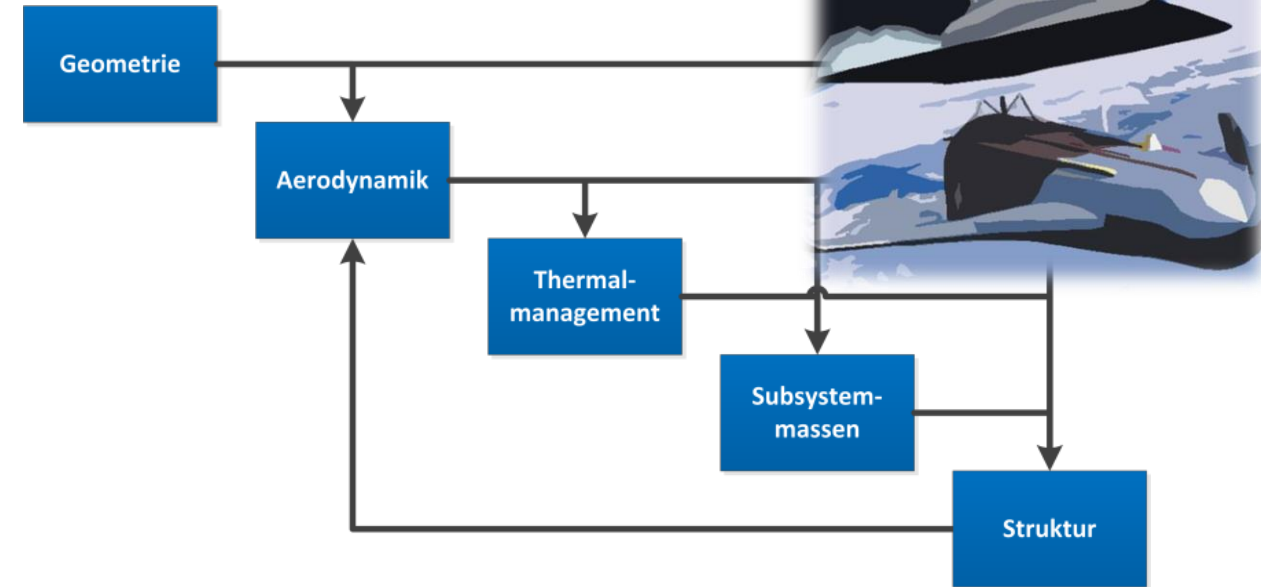 Geometrie
Aerodynamik
Thermal-
management
Subsystem-
massen
Struktur